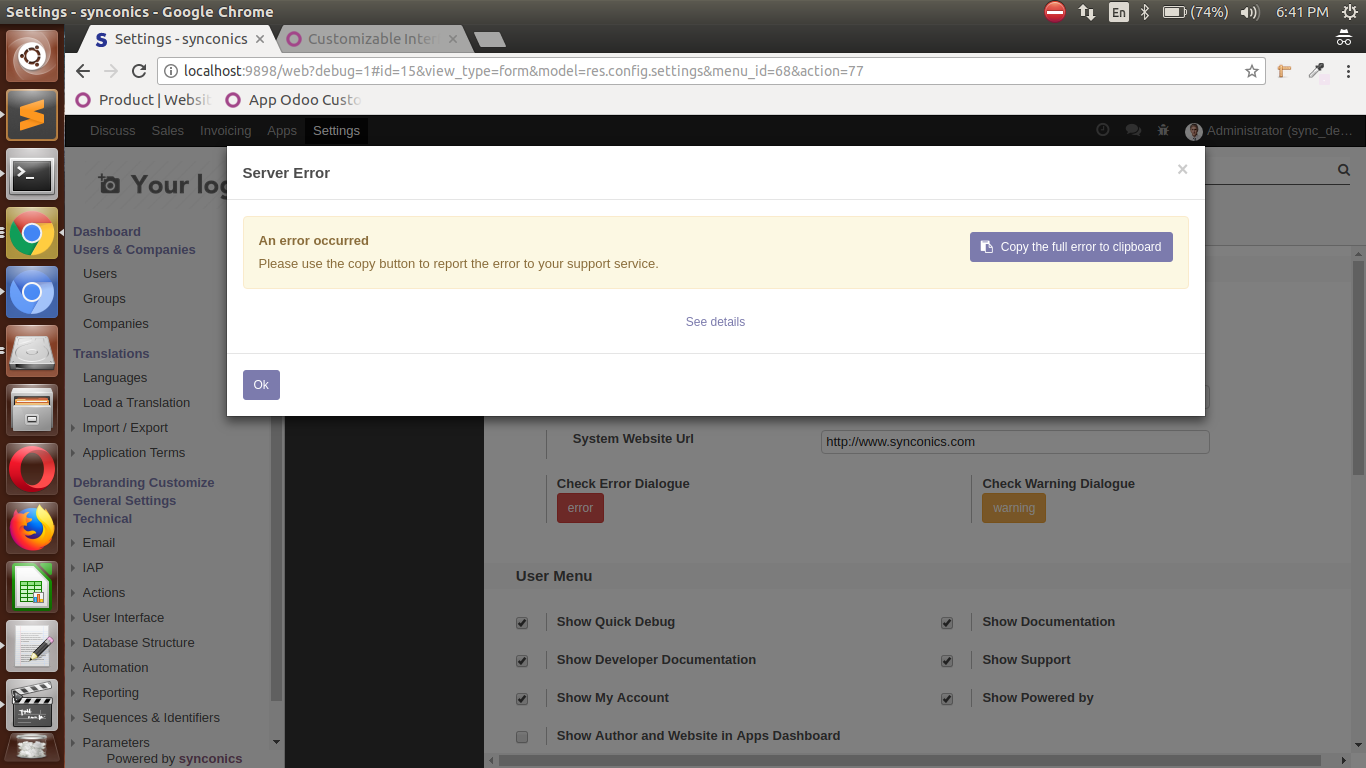 Settings - synconics - Google Chrome
En
(74%)
6:41 PM
Settings - synconics
Customizable Inter
localhost:9898/web?debug=1#id=15&view_type=form&model=res.config.settings&menu_id=68&action=77
Product | Websit
App Odoo Custo
Discuss
Sales
Invoicing
Apps
Settings
Administrator (sync_de...
Server Error
×
Your log
An error occurred
Please use the copy button to report the error to your support service.
Copy the full error to clipboard
See details
Ok
Dashboard
Users & Companies
Users
Groups
Companies
Translations
Languages
Load a Translation
Import / Export
Application Terms
Debranding Customize
General Settings
Technical
Email
IAP
Actions
User Interface
Database Structure
Automation
Reporting
Sequences & Identifiers
Parameters
Powered by synconics
System Website Url
http://www.synconics.com
Check Error Dialogue
error
Check Warning Dialogue
warning
User Menu
Show Quick Debug
Show Documentation
Show Developer Documentation
Show Support
Show My Account
Show Powered by
Show Author and Website in Apps Dashboard